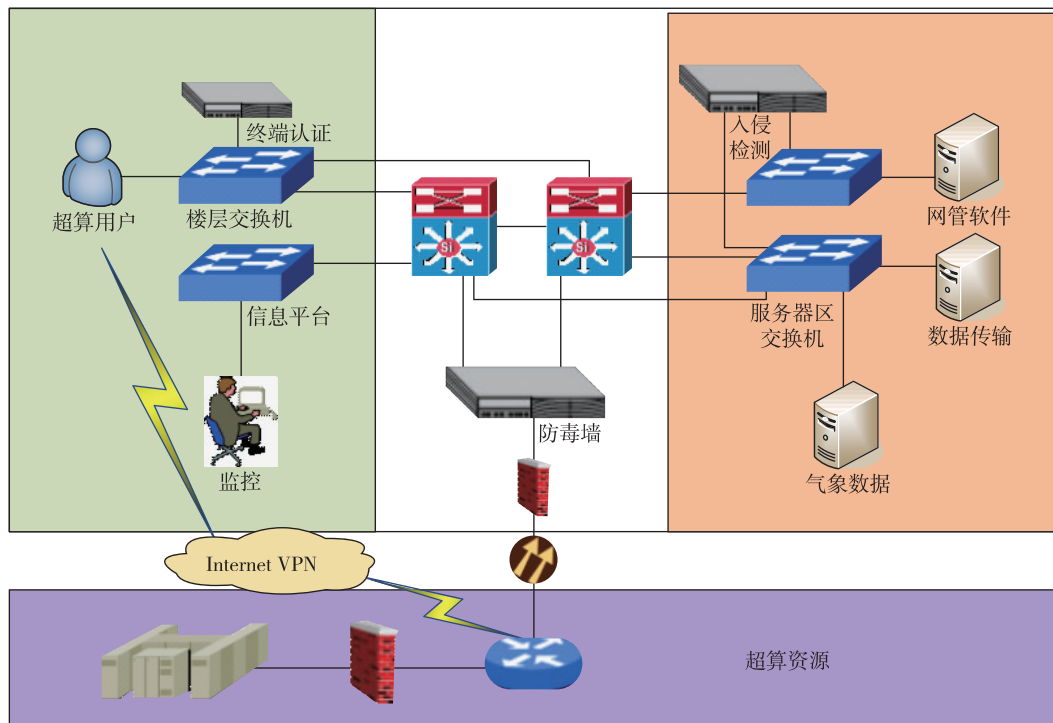 终端认证
入侵
检测
超算用户
楼层交换机
网管软件
Si
Si
信息平台
服务器区
交换机
数据传输
防毒墙
监控
气象数据
Internet VPN
超算资源